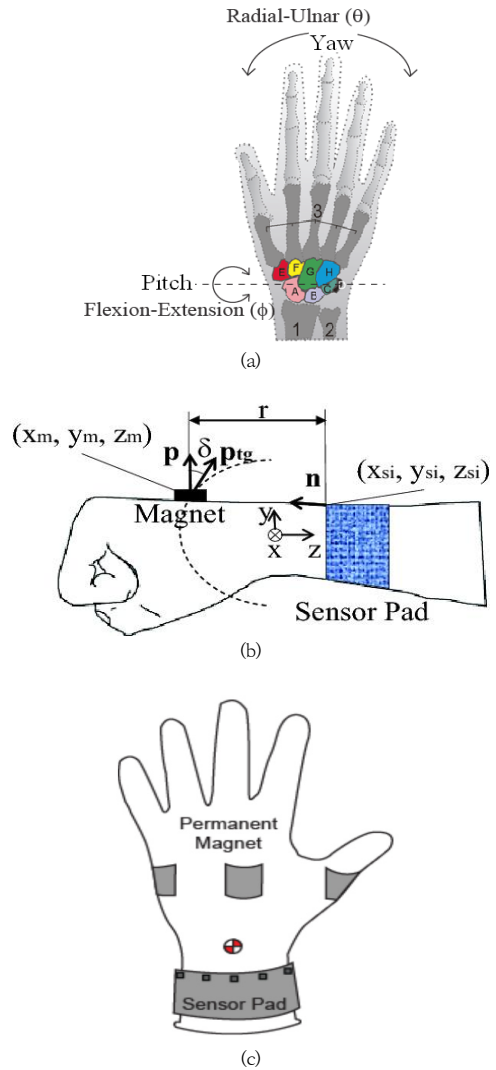 Radial-Ulnar (θ)
Yaw
3
E F G H
Pitch
A B C
Flexion-Extension (ϕ)
1 2
(a)
r
(xm, ym, zm)
p δ ptg
n (xsi, ysi, zsi)
Magnet
y
x z
Sensor Pad
(b)
Permanent
Magnet
Sensor Pad
(c)